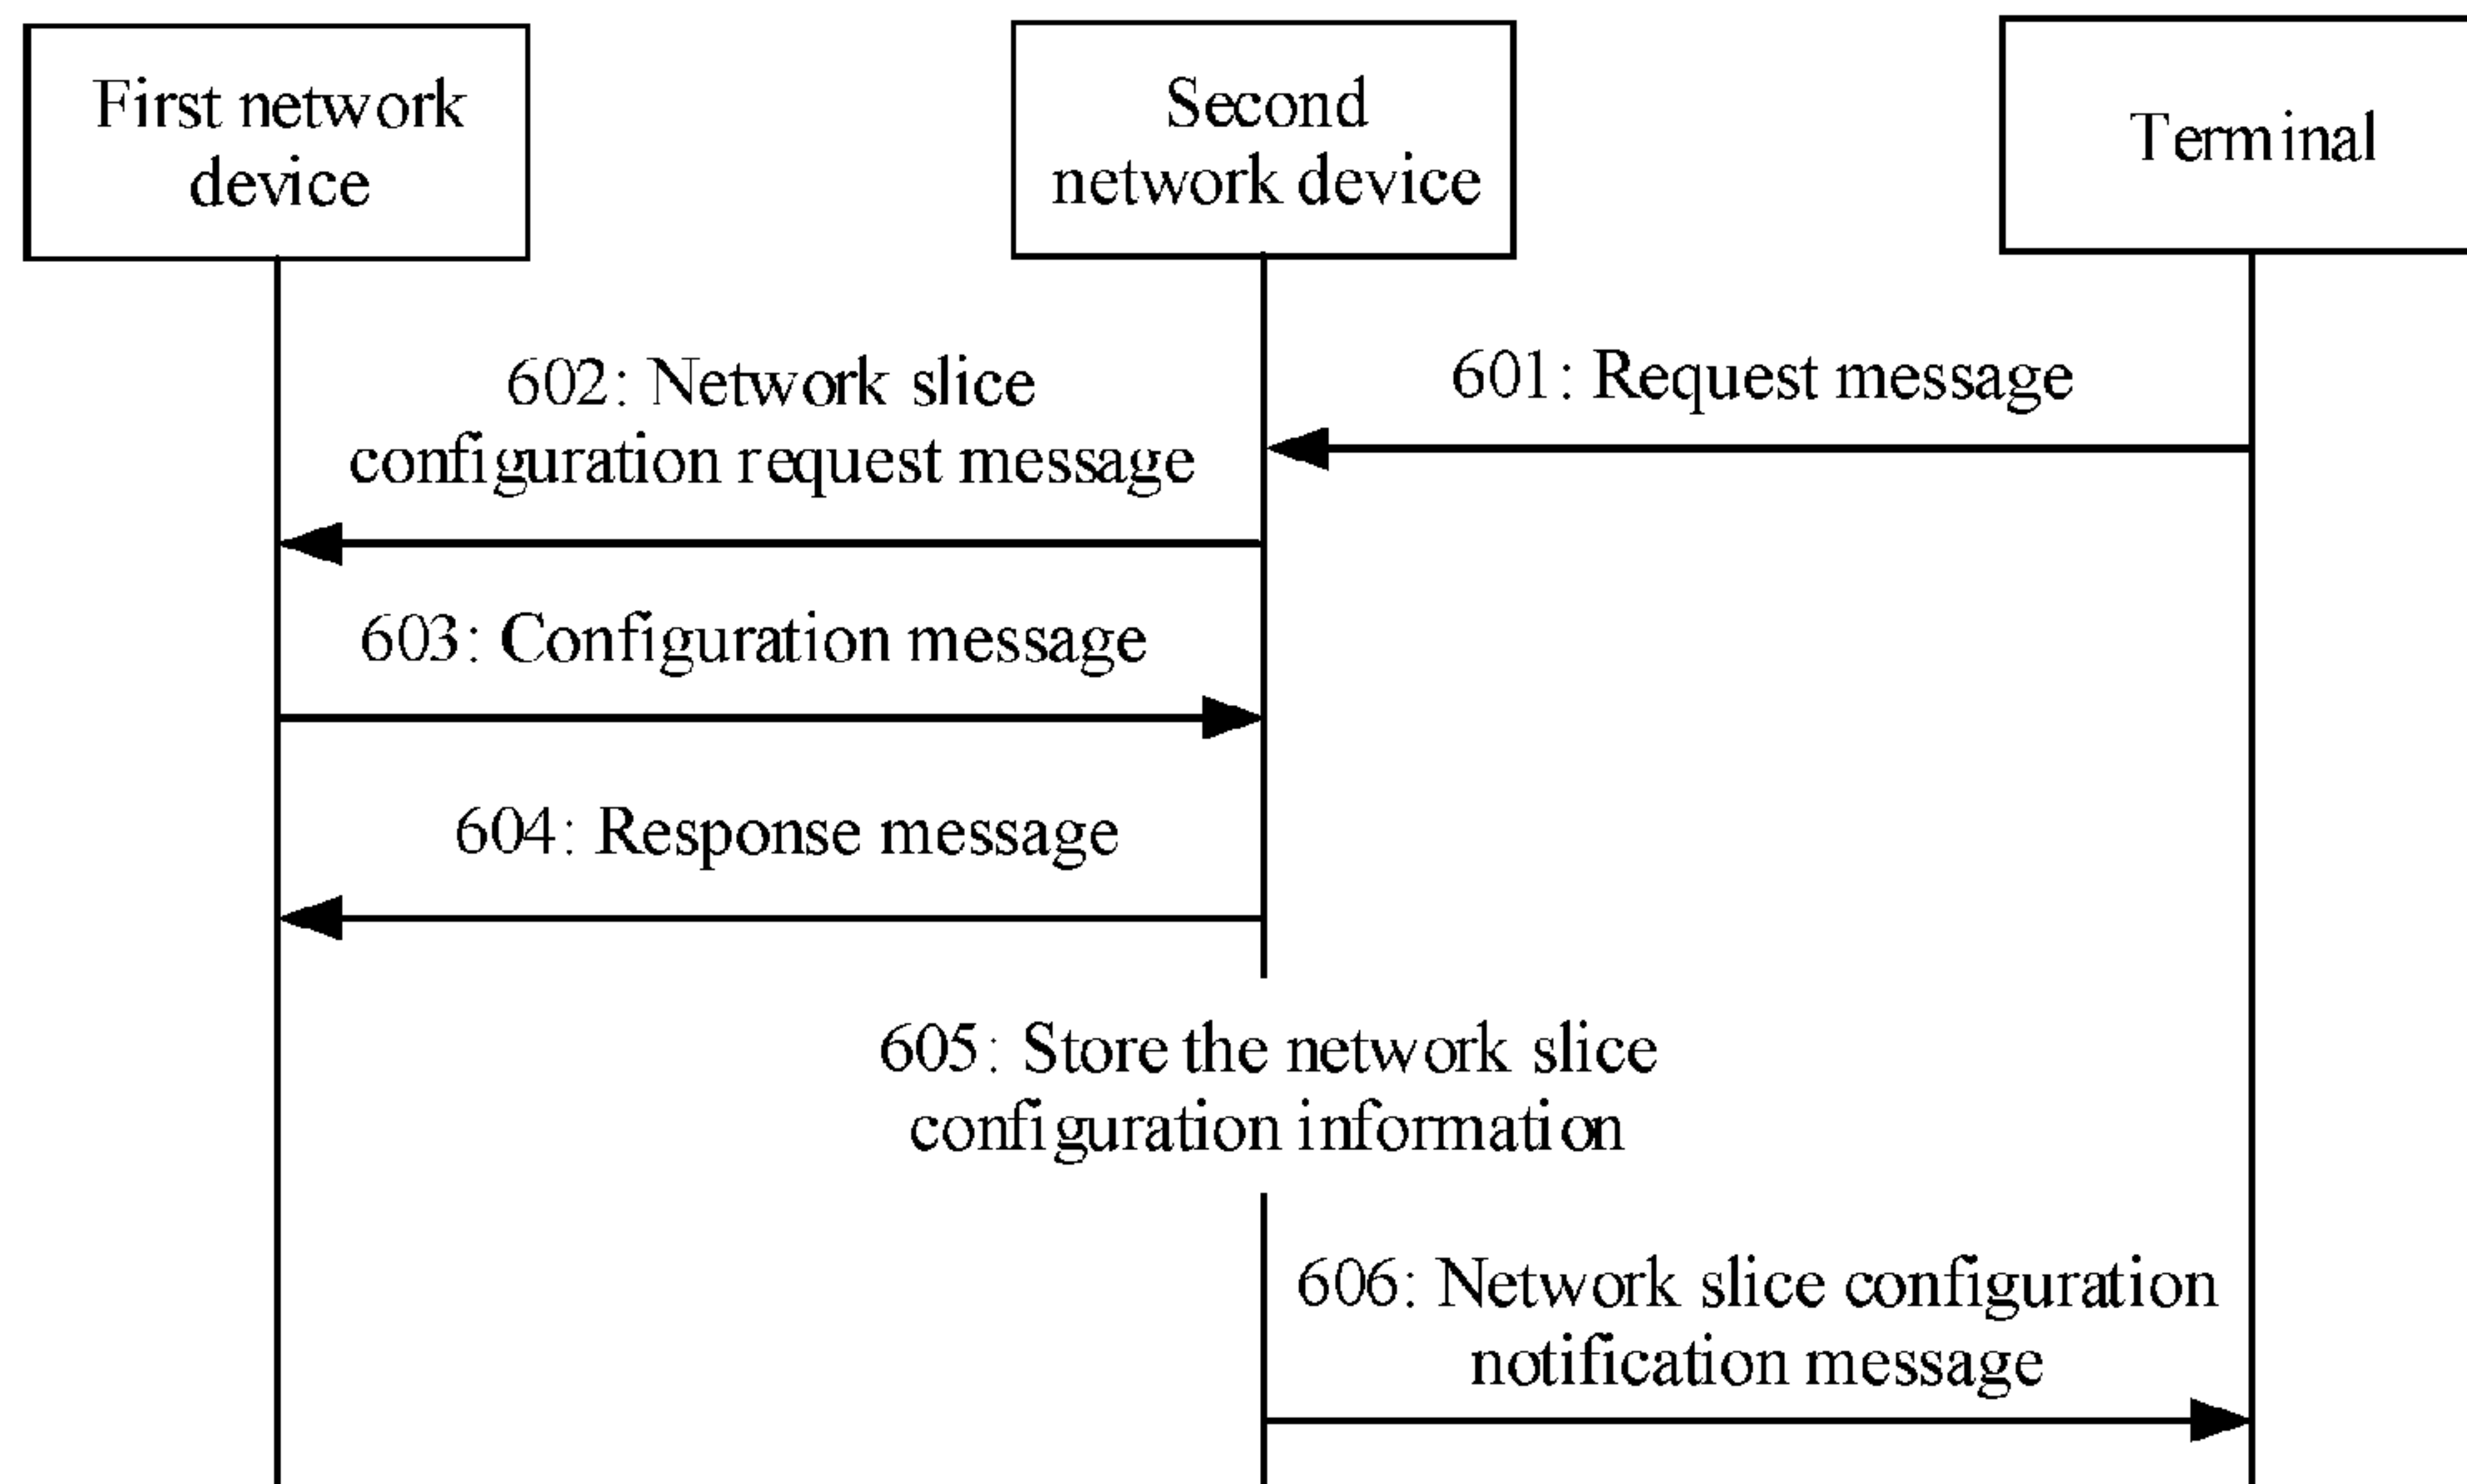 First network
device
Second
network device
Terminal
601: Request message
602: Network slice
configuration request message
603: Configuration message
604: Response message
605: Store the network slice
configuration information
606: Network slice configuration
notification message